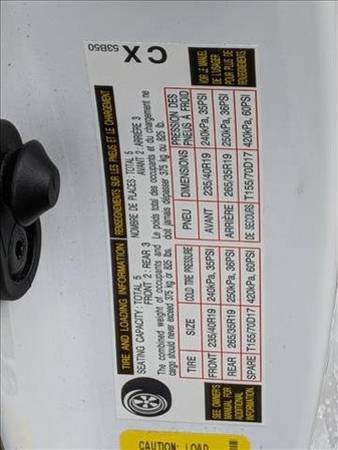 TIRE AND LOADING INFORMATION
RENSEIGNEMENTS SUR LES PNEUS ET LE CHARGEMENT
SEATING CAPACITY : TOTAL 5
FRONT 2 : REAR 3
NOMBRE DE PLACES : TOTAL 5
AVANT 2 : ARRIÈRE 3
The combined weight of occupants and
cargo should never exceed 375 kg or 825 lbs.
Le poids total des occupants et du chargement ne
doit jamais dépasser 375 kg ou 825 lb.
TIRE SIZE COLD TIRE PRESSURE
FRONT 235/40R19 240kPa, 35PSI
REAR 265/35R19 250kPa, 36PSI
SPARE T155/70D17 420kPa, 60PSI
PNEU DIMENSIONS PRESSION DES
PNEUS À FROID
AVANT 235/40R19 240kPa, 35PSI
ARRIÈRE 265/35R19 250kPa, 36PSI
DE SECOURS T155/70D17 420kPa, 60PSI
SEE OWNER'S
MANUAL FOR
ADDITIONAL
INFORMATION
VOIR LE MANUEL
DE L'USAGER
POUR PLUS DE
RENSEIGNEMENTS
CX
53B50
CAUTION: LOAD